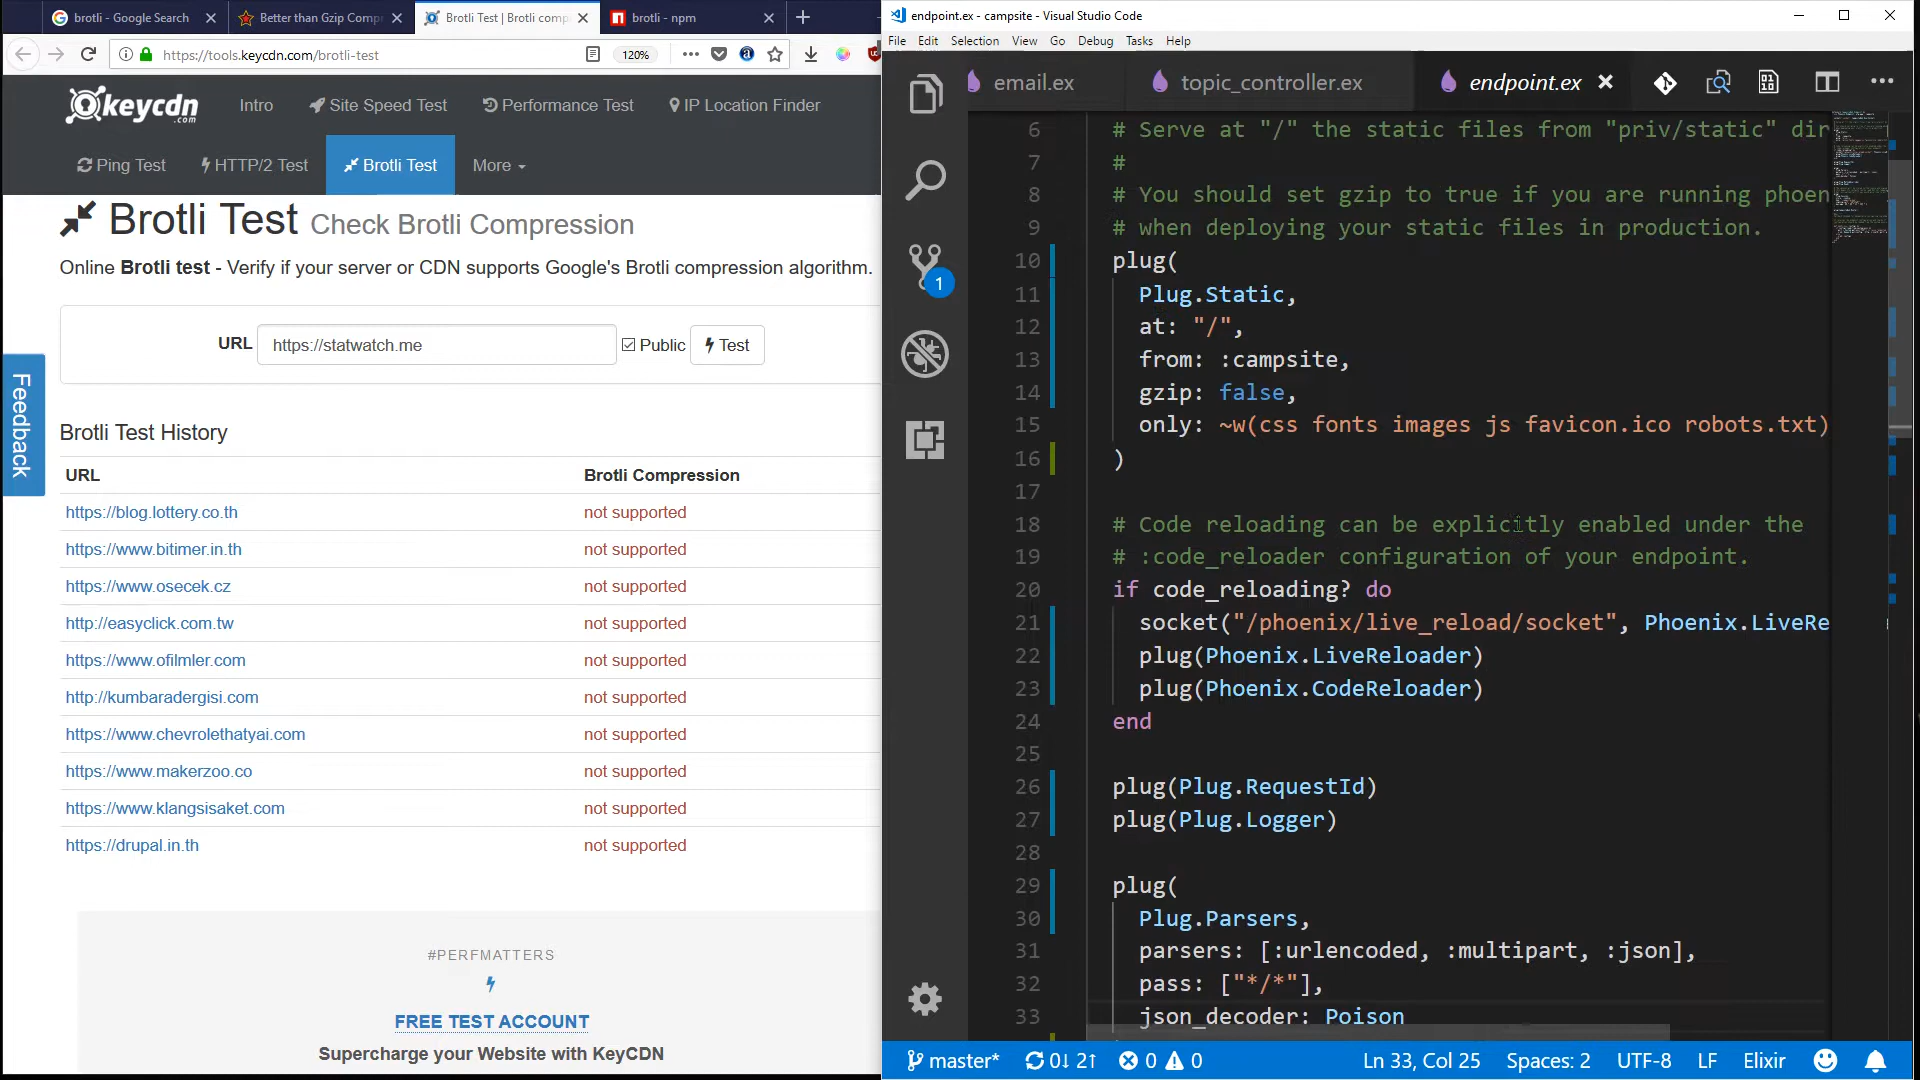 brotli - Google Search
Better than Gzip Comp
Brotli Test | Brotli comp
brotli - npm
https://tools.keycdn.com/brotli-test
120%
keycdn
.com
Intro
Site Speed Test
Performance Test
IP Location Finder
Ping Test
HTTP/2 Test
Brotli Test
More
Brotli Test Check Brotli Compression
Online Brotli test - Verify if your server or CDN supports Google's Brotli compression algorithm.
URL https://statwatch.me Public Test
Feedback
Brotli Test History
URL Brotli Compression
https://blog.lottery.co.th not supported
https://www.bitimer.in.th not supported
https://www.osecek.cz not supported
http://easyclick.com.tw not supported
https://www.ofilmler.com not supported
http://kumbaradergisi.com not supported
https://www.chevrolethatyai.com not supported
https://www.makerzoo.co not supported
https://www.klangsisaket.com not supported
https://drupal.in.th not supported
#PERFMATTERS
FREE TEST ACCOUNT
Supercharge your Website with KeyCDN
endpoint.ex - campsite - Visual Studio Code
File Edit Selection View Go Debug Tasks Help
email.ex topic_controller.ex endpoint.ex
1
6 # Serve at "/" the static files from "priv/static" dir
7 #
8 # You should set gzip to true if you are running phoen
9 # when deploying your static files in production.
10 plug(
11 Plug.Static,
12 at: "/",
13 from: :campsite,
14 gzip: false,
15 only: ~w(css fonts images js favicon.ico robots.txt)
16 )
17
18 # Code reloading can be explicitly enabled under the
19 # :code_reloader configuration of your endpoint.
20 if code_reloading? do
21 socket("/phoenix/live_reload/socket", Phoenix.LiveRe
22 plug(Phoenix.LiveReloader)
23 plug(Phoenix.CodeReloader)
24 end
25
26 plug(Plug.RequestId)
27 plug(Plug.Logger)
28
29 plug(
30 Plug.Parsers,
31 parsers: [:urlencoded, :multipart, :json],
32 pass: ["*/*"],
33 json_decoder: Poison
master* 0↓ 2↑ 0 0 Ln 33, Col 25 Spaces: 2 UTF-8 LF Elixir